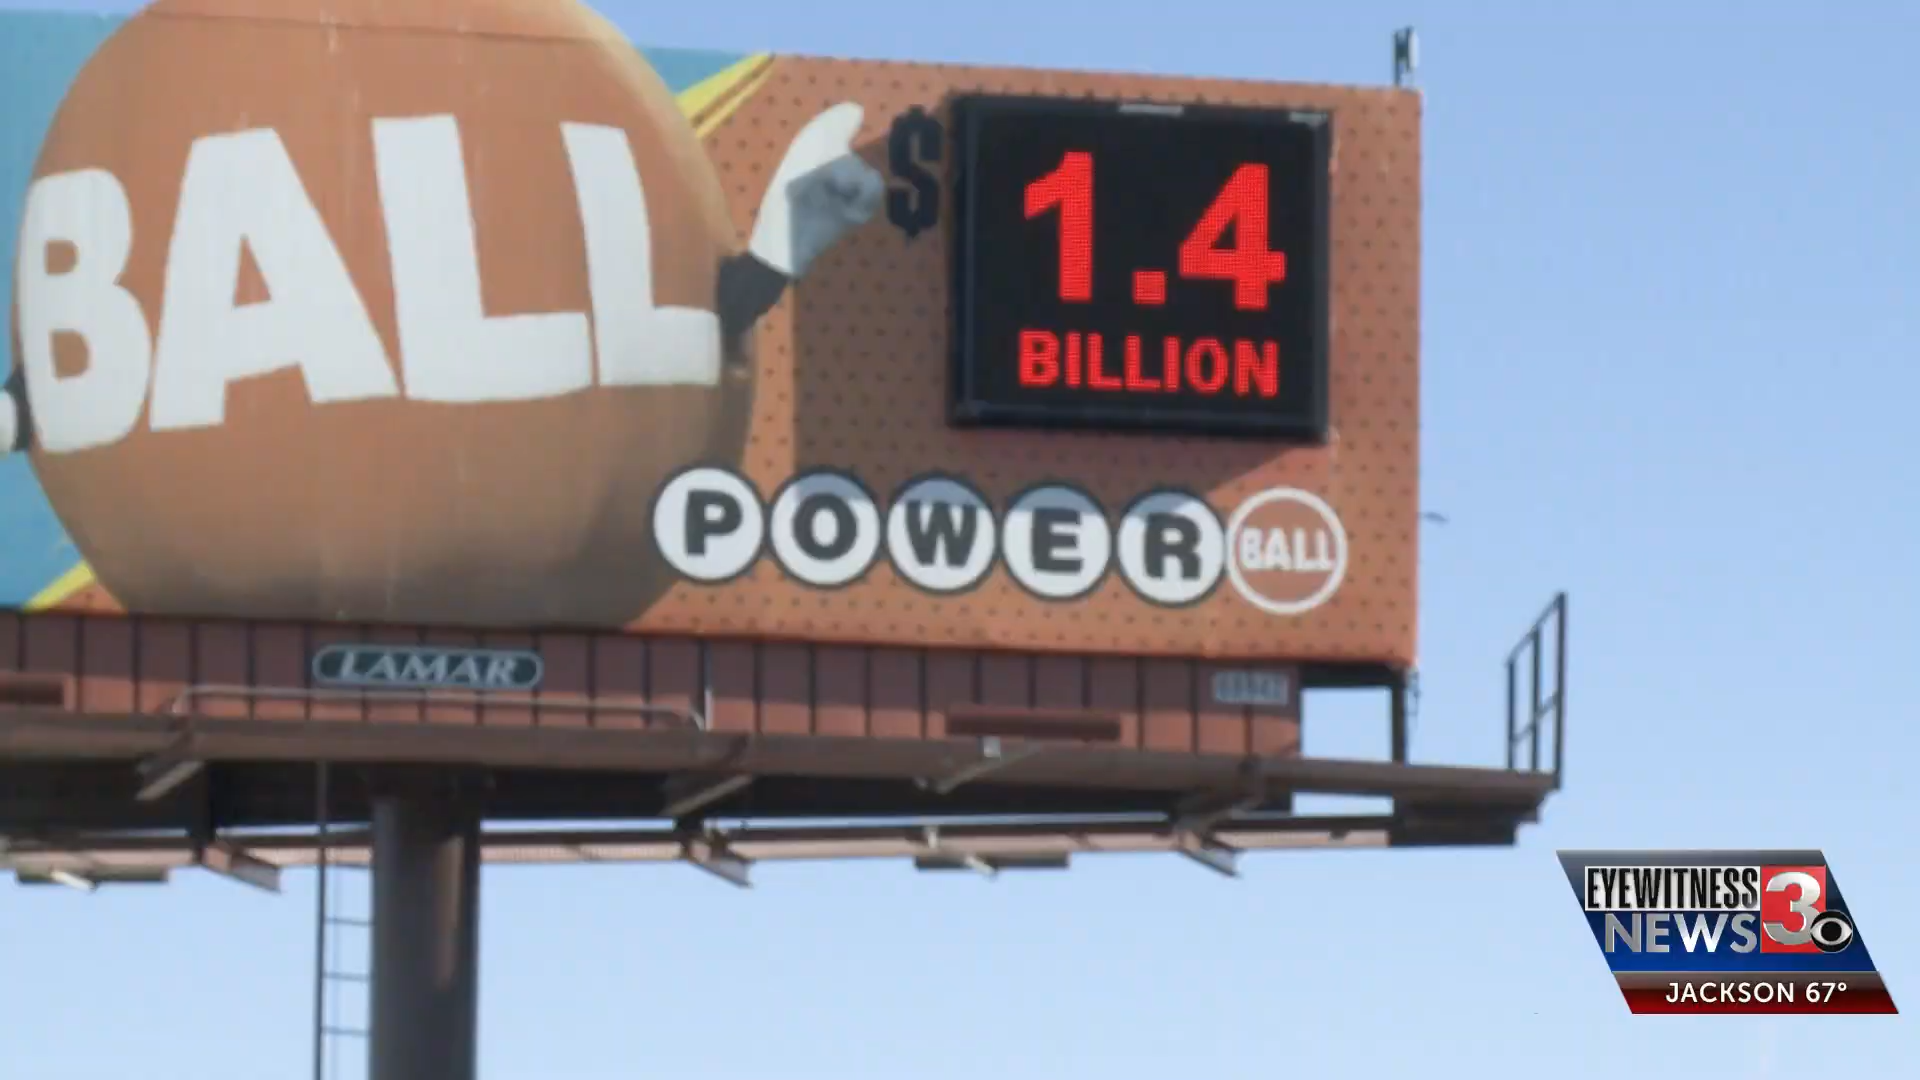 BALL
$ 1.4
BILLION
POWER BALL
LAMAR
EYEWITNESS
NEWS 3
JACKSON 67°